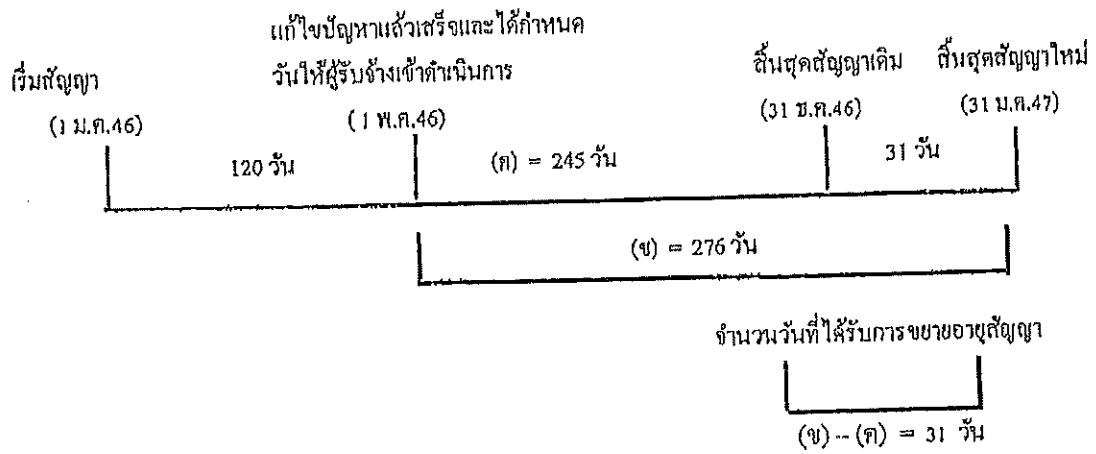 แก้ไขปัญหาแล้วเสร็จและได้กำหนด
วันให้ผู้รับจ้างเข้าดำเนินการ
เริ่มสัญญา
สิ้นสุดสัญญาเดิม
สิ้นสุดสัญญาใหม่
(1 ม.ค.46)
(1 พ.ค.46)
(31 ธ.ค.46)
(31 ม.ค.47)
120 วัน
(ค) = 245 วัน
31 วัน
(ข) = 276 วัน
จำนวนวันที่ได้รับการขยายอายุสัญญา
(ข) -- (ค) = 31 วัน